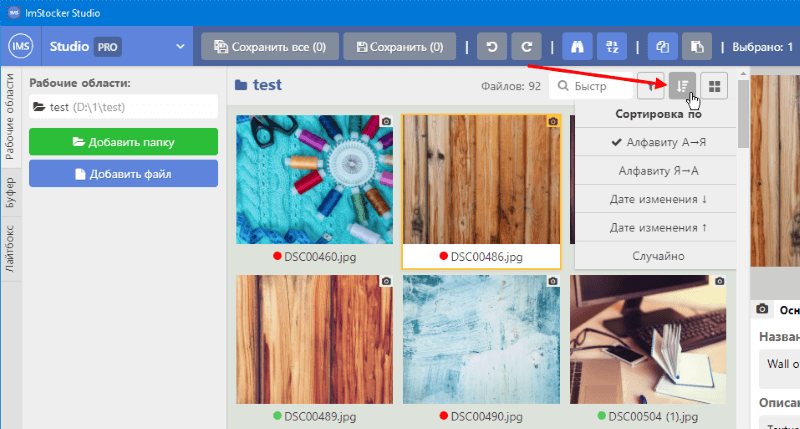 IMS ImStocker Studio
IMS Studio PRO Сохранить все (0) Сохранить (0) Выбрано: 1
Рабочие области
Буфер
Лайтбокс
Рабочие области:
test (D:\1\test)
Добавить папку
Добавить файл
test Файлов: 92 Быстр
Сортировка по
Алфавиту А→Я
Алфавиту Я→А
Дате изменения ↓
Дате изменения ↑
Случайно
DSC00460.jpg DSC00486.jpg
DSC00489.jpg DSC00490.jpg DSC00504 (1).jpg
Осн
Назван
Wall o
Описан